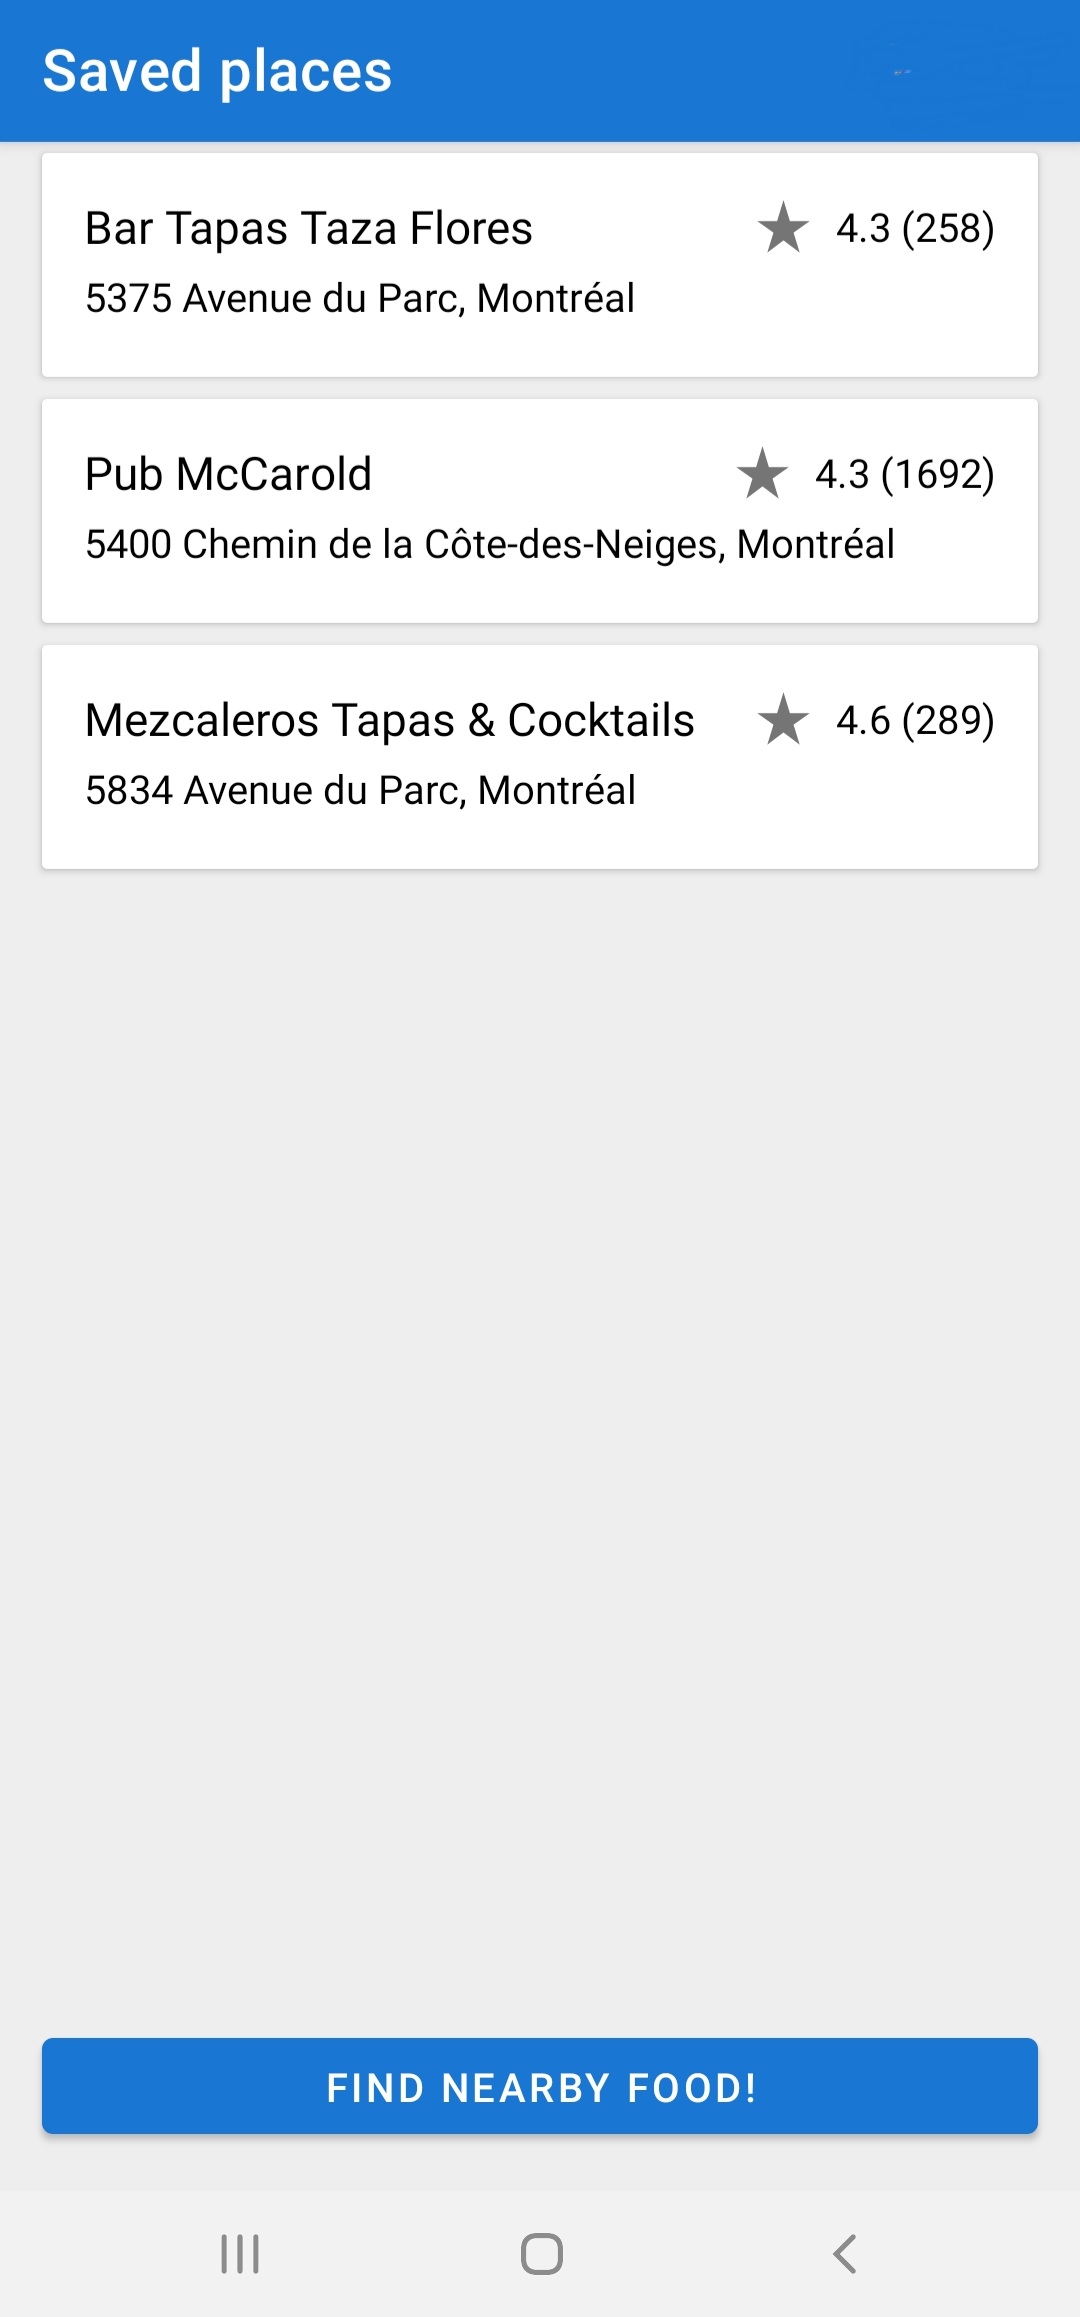 Saved places
Bar Tapas Taza Flores ★ 4.3 (258)
5375 Avenue du Parc, Montréal
Pub McCarold ★ 4.3 (1692)
5400 Chemin de la Côte-des-Neiges, Montréal
Mezcaleros Tapas & Cocktails ★ 4.6 (289)
5834 Avenue du Parc, Montréal
FIND NEARBY FOOD!